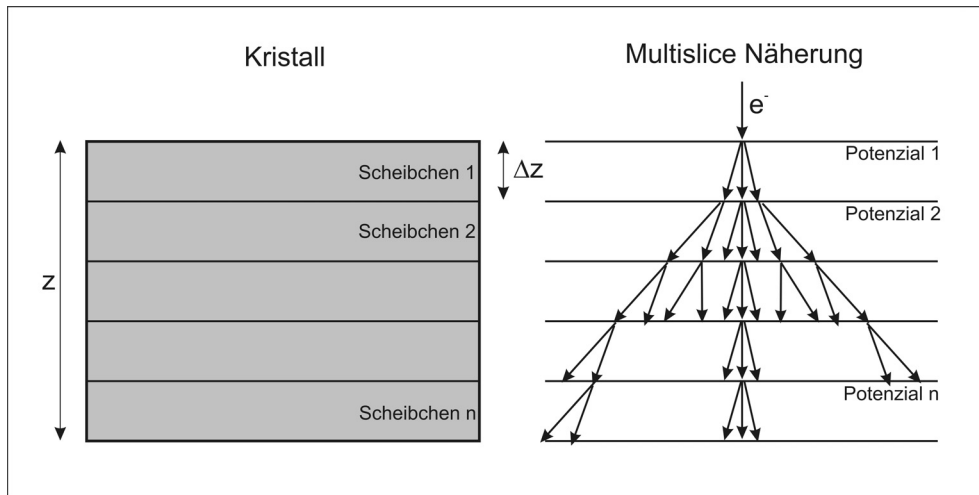 Kristall
Multislice Näherung
e-
z
Scheibchen 1
Scheibchen 2
Scheibchen n
Δz
Potenzial 1
Potenzial 2
Potenzial n